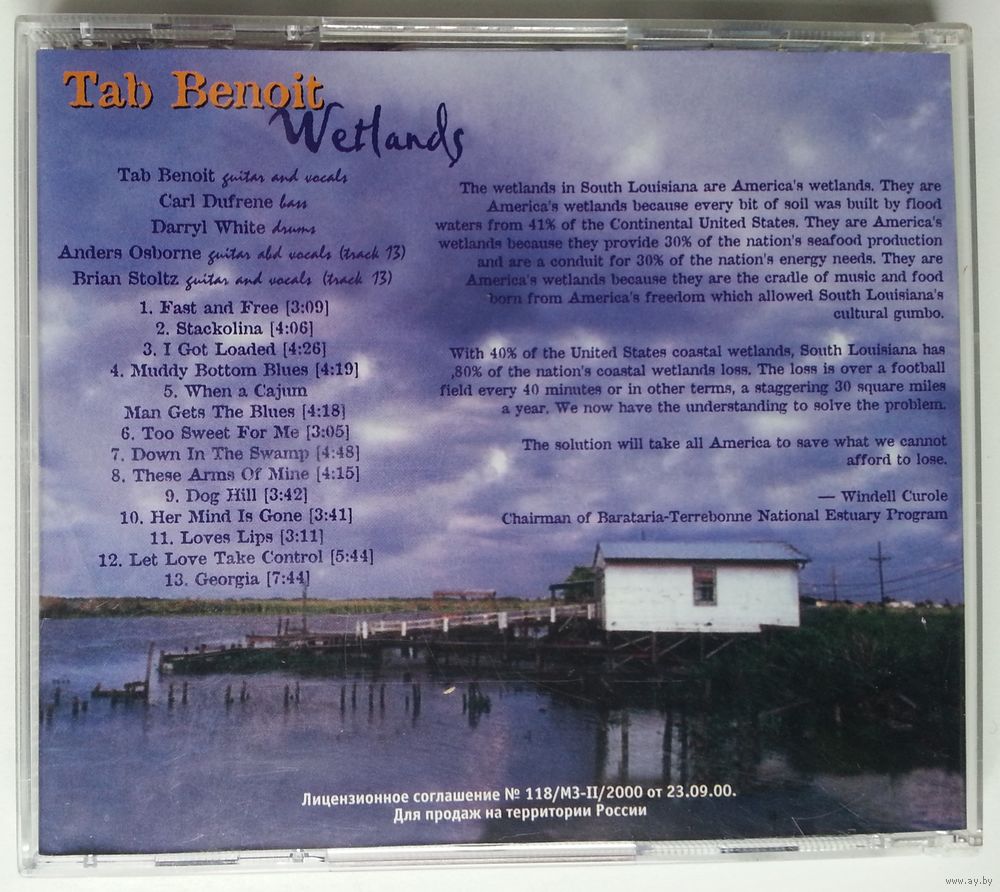 Tab Benoit
Wetlands
Tab Benoit guitar and vocals
Carl Dufrene bass
Darryl White drums
Anders Osborne guitar abd vocals (track 13)
Brian Stoltz guitar and vocals (track 13)
1. Fast and Free [3:09]
2. Stackolina [4:06]
3. I Got Loaded [4:26]
4. Muddy Bottom Blues [4:19]
5. When a Cajum
Man Gets The Blues [4:18]
6. Too Sweet For Me [3:05]
7. Down In The Swamp [4:48]
8. These Arms Of Mine [4:15]
9. Dog Hill [3:42]
10. Her Mind Is Gone [3:41]
11. Loves Lips [3:11]
12. Let Love Take Control [5:44]
13. Georgia [7:44]
The wetlands in South Louisiana are America's wetlands. They are
America's wetlands because every bit of soil was built by flood
waters from 41% of the Continental United States. They are America's
wetlands because they provide 30% of the nation's seafood production
and are a conduit for 30% of the nation's energy needs. They are
America's wetlands because they are the cradle of music and food
born from America's freedom which allowed South Louisiana's
cultural gumbo.
With 40% of the United States coastal wetlands, South Louisiana has
,80% of the nation's coastal wetlands loss. The loss is over a football
field every 40 minutes or in other terms, a staggering 30 square miles
a year. We now have the understanding to solve the problem.
The solution will take all America to save what we cannot
afford to lose.
— Windell Curole
Chairman of Barataria-Terrebonne National Estuary Program
Лицензионное соглашение № 118/МЗ-II/2000 от 23.09.00.
Для продаж на территории России
www.ay.by